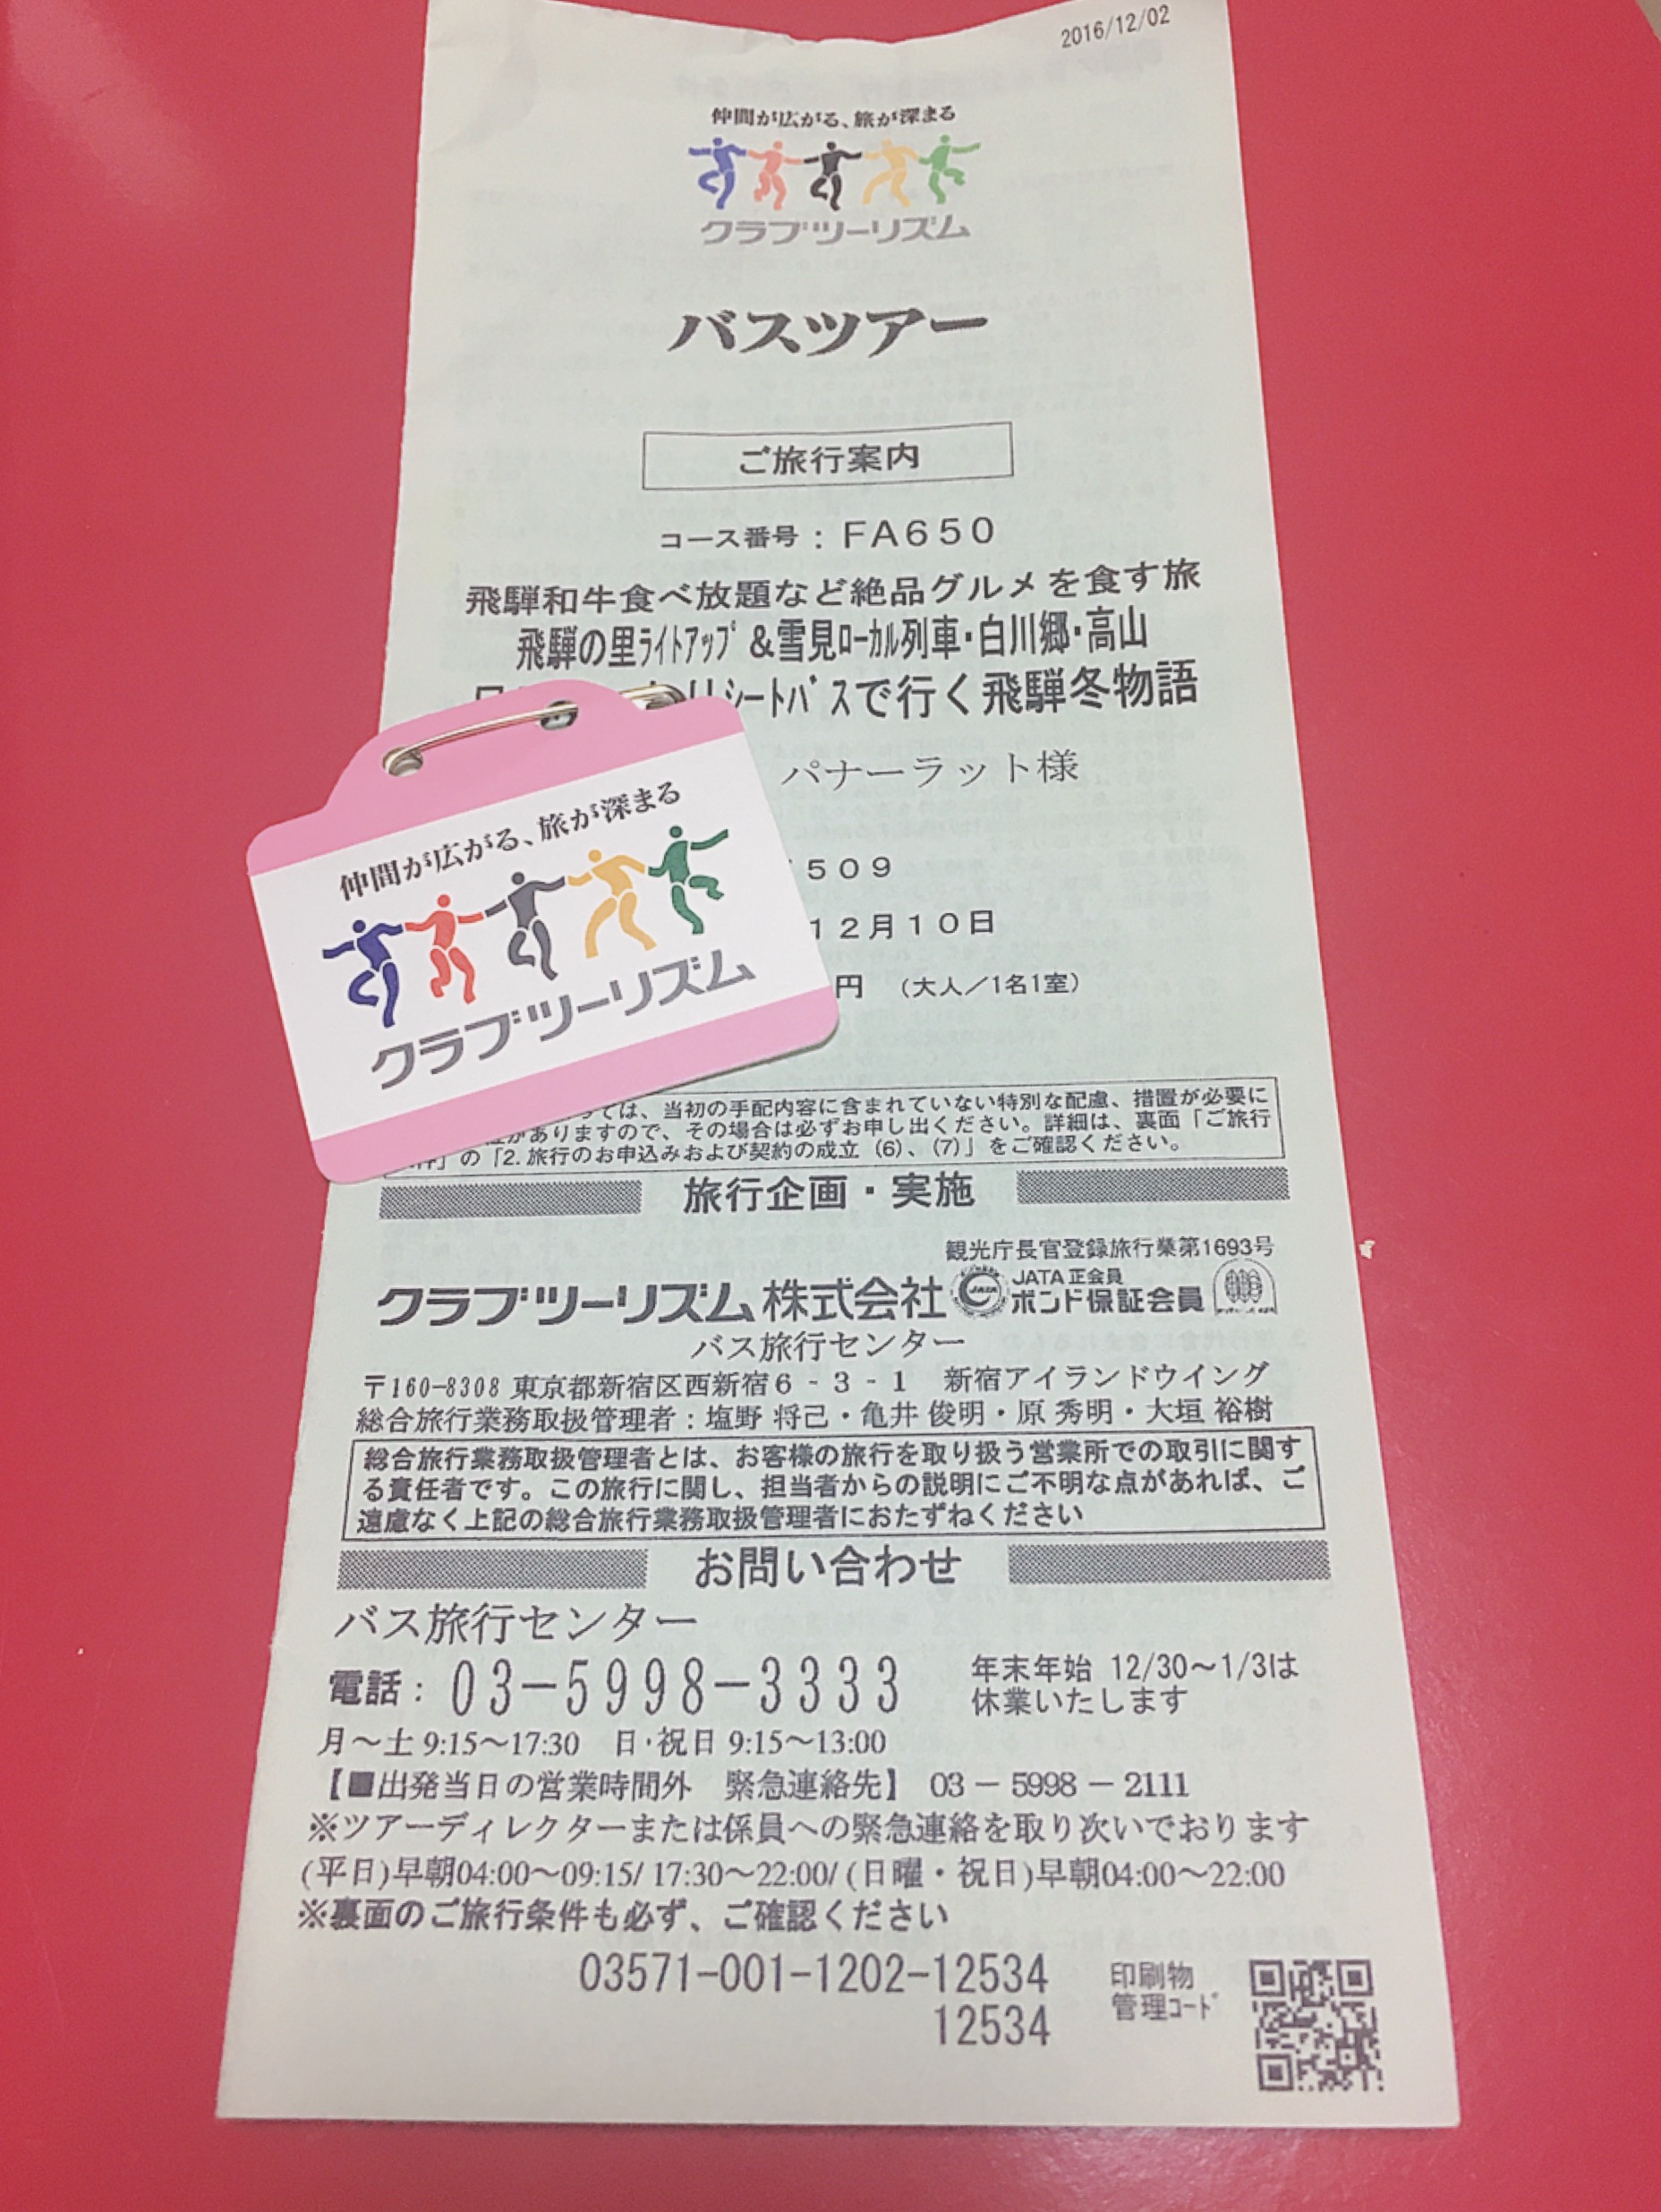 2016/12/02
仲間が広がる、旅が深まる
クラブツーリズム
バスツアー
ご旅行案内
コース番号：FA650
飛騨和牛食べ放題など絶品グルメを食す旅
飛騨の里ﾗｲﾄｱｯﾌﾟ＆雪見ﾛｰｶﾙ列車・白川郷・高山
ｼｰﾄﾊﾞｽで行く飛騨冬物語
パナーラット様
509
12月10日
円 （大人／1名1室）
仲間が広がる、旅が深まる
クラブツーリズム
ては、当初の手配内容に含まれていない特別な配慮、措置が必要に
がありますので、その場合は必ずお申し出ください。詳細は、裏面「ご旅行
件」の「2. 旅行のお申込みおよび契約の成立（6）、（7）」をご確認ください。
旅行企画・実施
観光庁長官登録旅行業第1693号
クラブツーリズム株式会社 JATA 正会員
ボンド保証会員
バス旅行センター
〒160-8308 東京都新宿区西新宿6‐3‐1 新宿アイランドウイング
総合旅行業務取扱管理者：塩野 将己・亀井 俊明・原 秀明・大垣 裕樹
総合旅行業務取扱管理者とは、お客様の旅行を取り扱う営業所での取引に関す
る責任者です。この旅行に関し、担当者からの説明にご不明な点があれば、ご
遠慮なく上記の総合旅行業務取扱管理者におたずねください
お問い合わせ
バス旅行センター
電話：03-5998-3333 年末年始 12/30～1/3は
休業いたします
月～土 9:15～17:30 日・祝日 9:15～13:00
【■出発当日の営業時間外 緊急連絡先】 03－5998－2111
※ツアーディレクターまたは係員への緊急連絡を取り次いでおります
(平日)早朝04:00～09:15/ 17:30～22:00/ (日曜・祝日)早朝04:00～22:00
※裏面のご旅行条件も必ず、ご確認ください
03571-001-1202-12534 印刷物
管理ｺｰﾄﾞ
12534